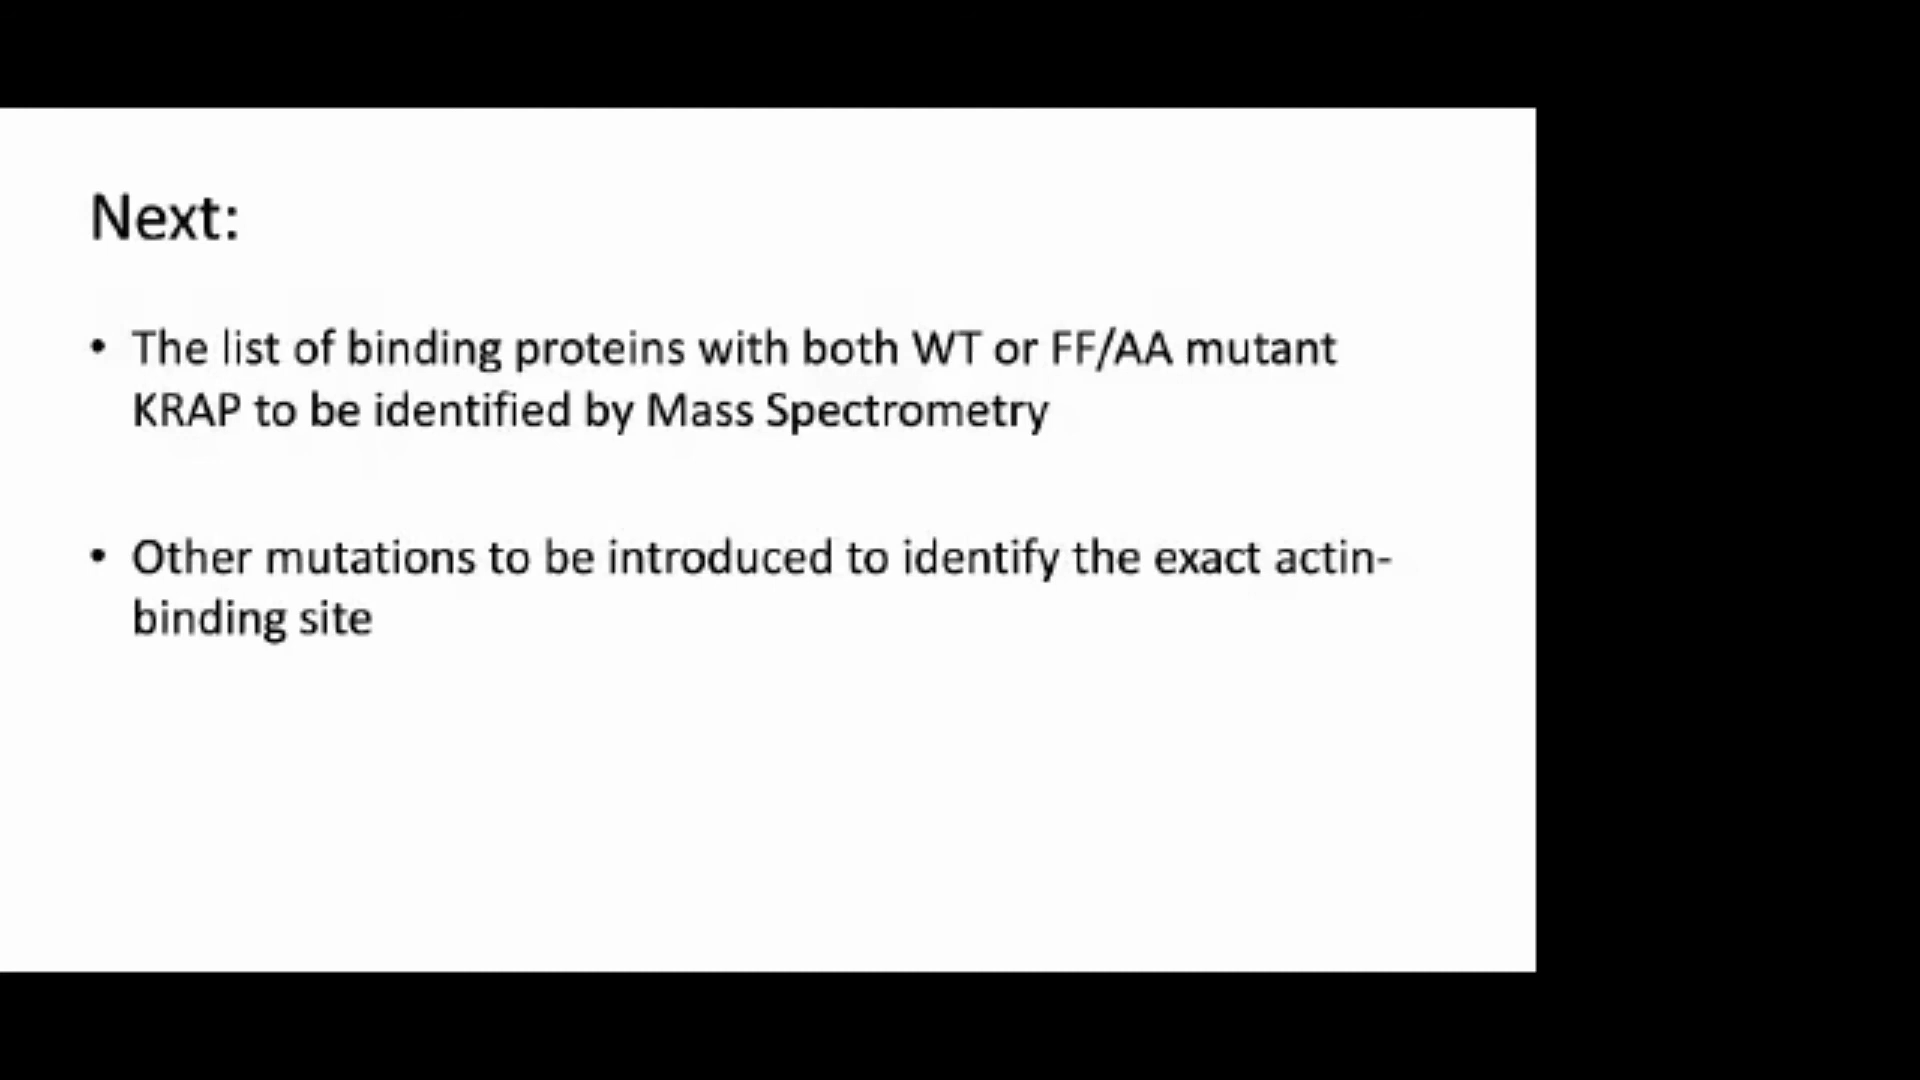 Next:
• The list of binding proteins with both WT or FF/AA mutant
KRAP to be identified by Mass Spectrometry
• Other mutations to be introduced to identify the exact actin-
binding site